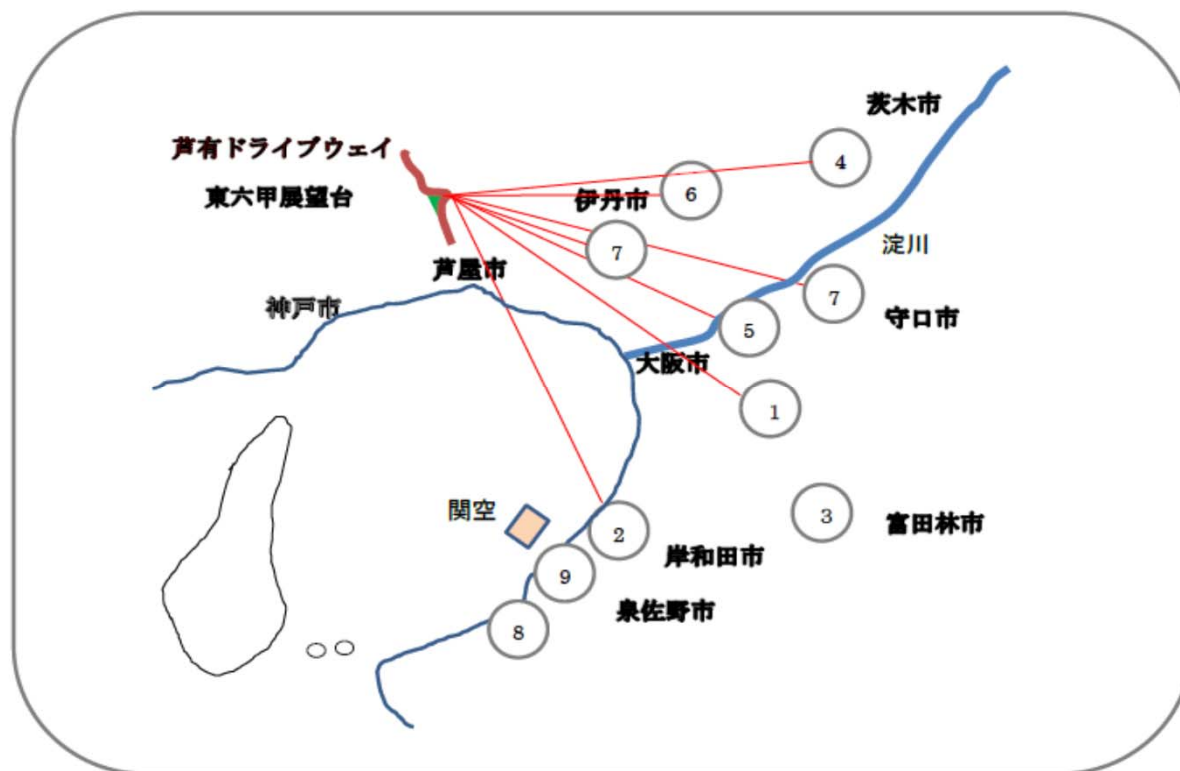 茨木市
芦有ドライブウェイ
4
東六甲展望台
伊丹市
6
淀川
7
芦屋市
7
神戸市
守口市
5
大阪市
1
関空
3
富田林市
2
岸和田市
9
泉佐野市
8